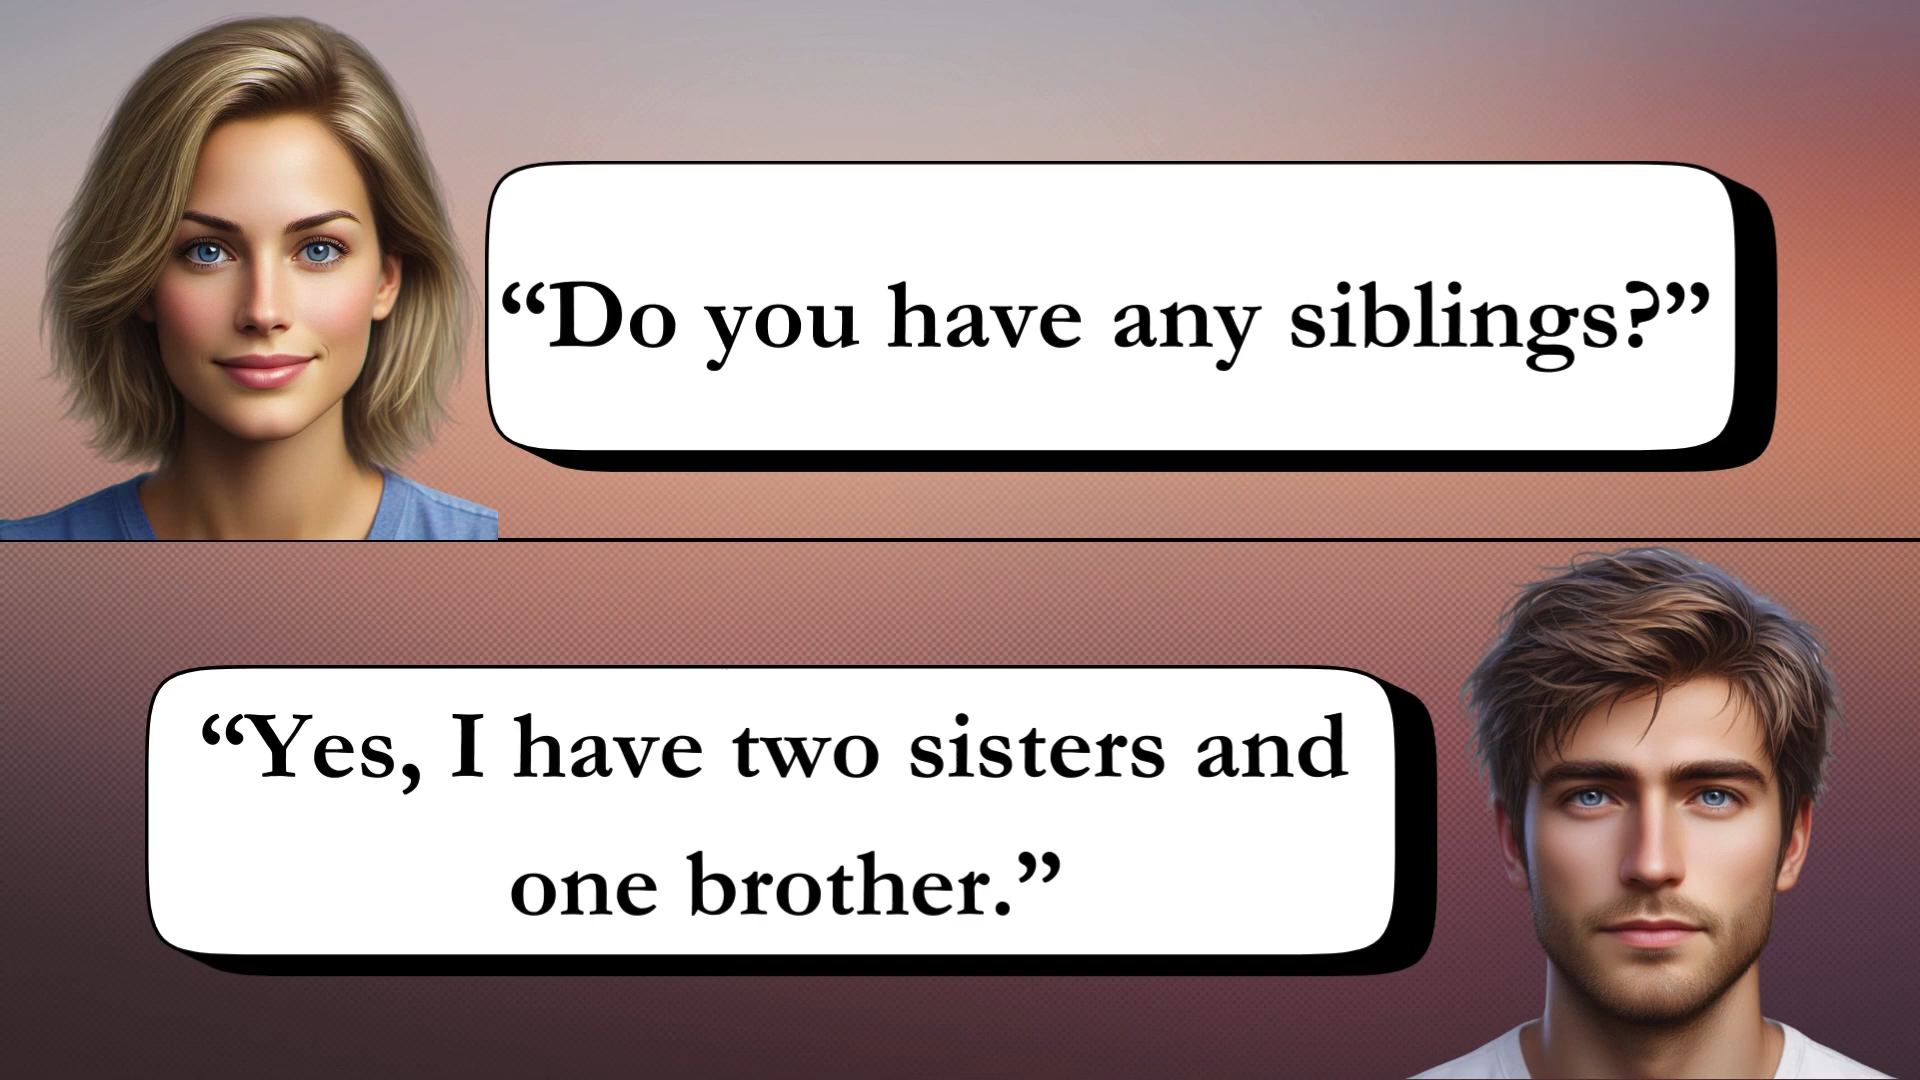 “Do you have any siblings?”
“Yes, I have two sisters and
one brother.”